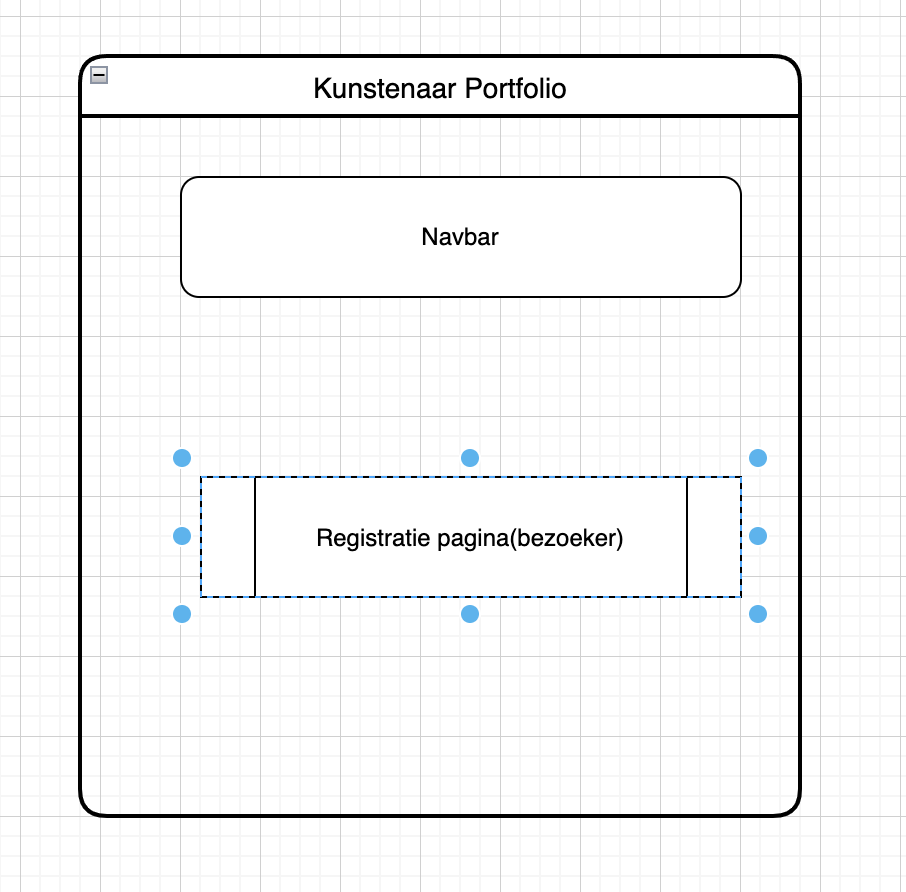 Kunstenaar Portfolio
Navbar
Registratie pagina(bezoeker)